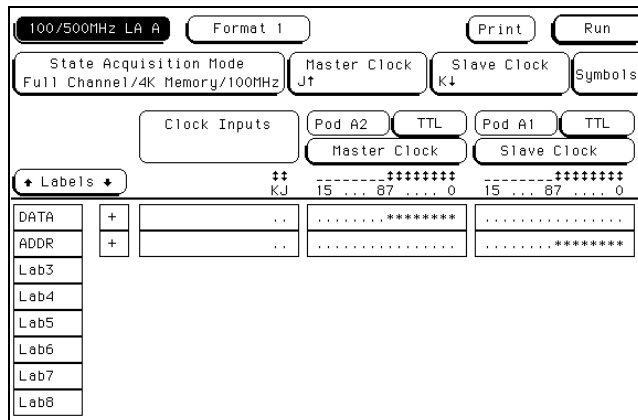 100/500MHz LA A
Format 1
Print
Run
State Acquisition Mode
Full Channel/4K Memory/100MHz
Master Clock
J↑
Slave Clock
K↓
Symbols
Clock Inputs
Pod A2
TTL
Master Clock
Pod A1
TTL
Slave Clock
↑ Labels ↓
↕↕
KJ
--------↕↕↕↕↕↕↕↕
15 ... 87 .... 0
--------↕↕↕↕↕↕↕↕
15 ... 87 .... 0
DATA + .. ........******** ................
ADDR + .. ................ ........********
Lab3
Lab4
Lab5
Lab6
Lab7
Lab8